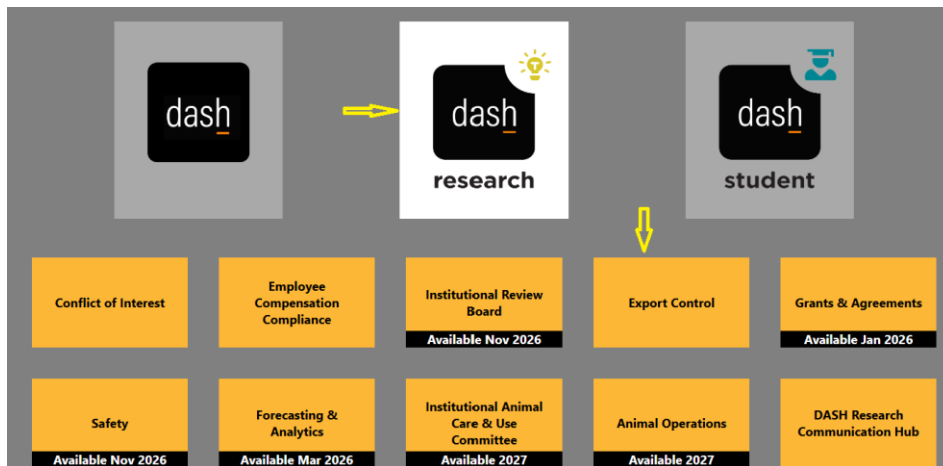 dash
dash
research
dash
student
Conflict of Interest
Employee
Compensation
Compliance
Institutional Review
Board
Available Nov 2026
Export Control
Grants & Agreements
Available Jan 2026
Safety
Available Nov 2026
Forecasting &
Analytics
Available Mar 2026
Institutional Animal
Care & Use
Committee
Available 2027
Animal Operations
Available 2027
DASH Research
Communication Hub